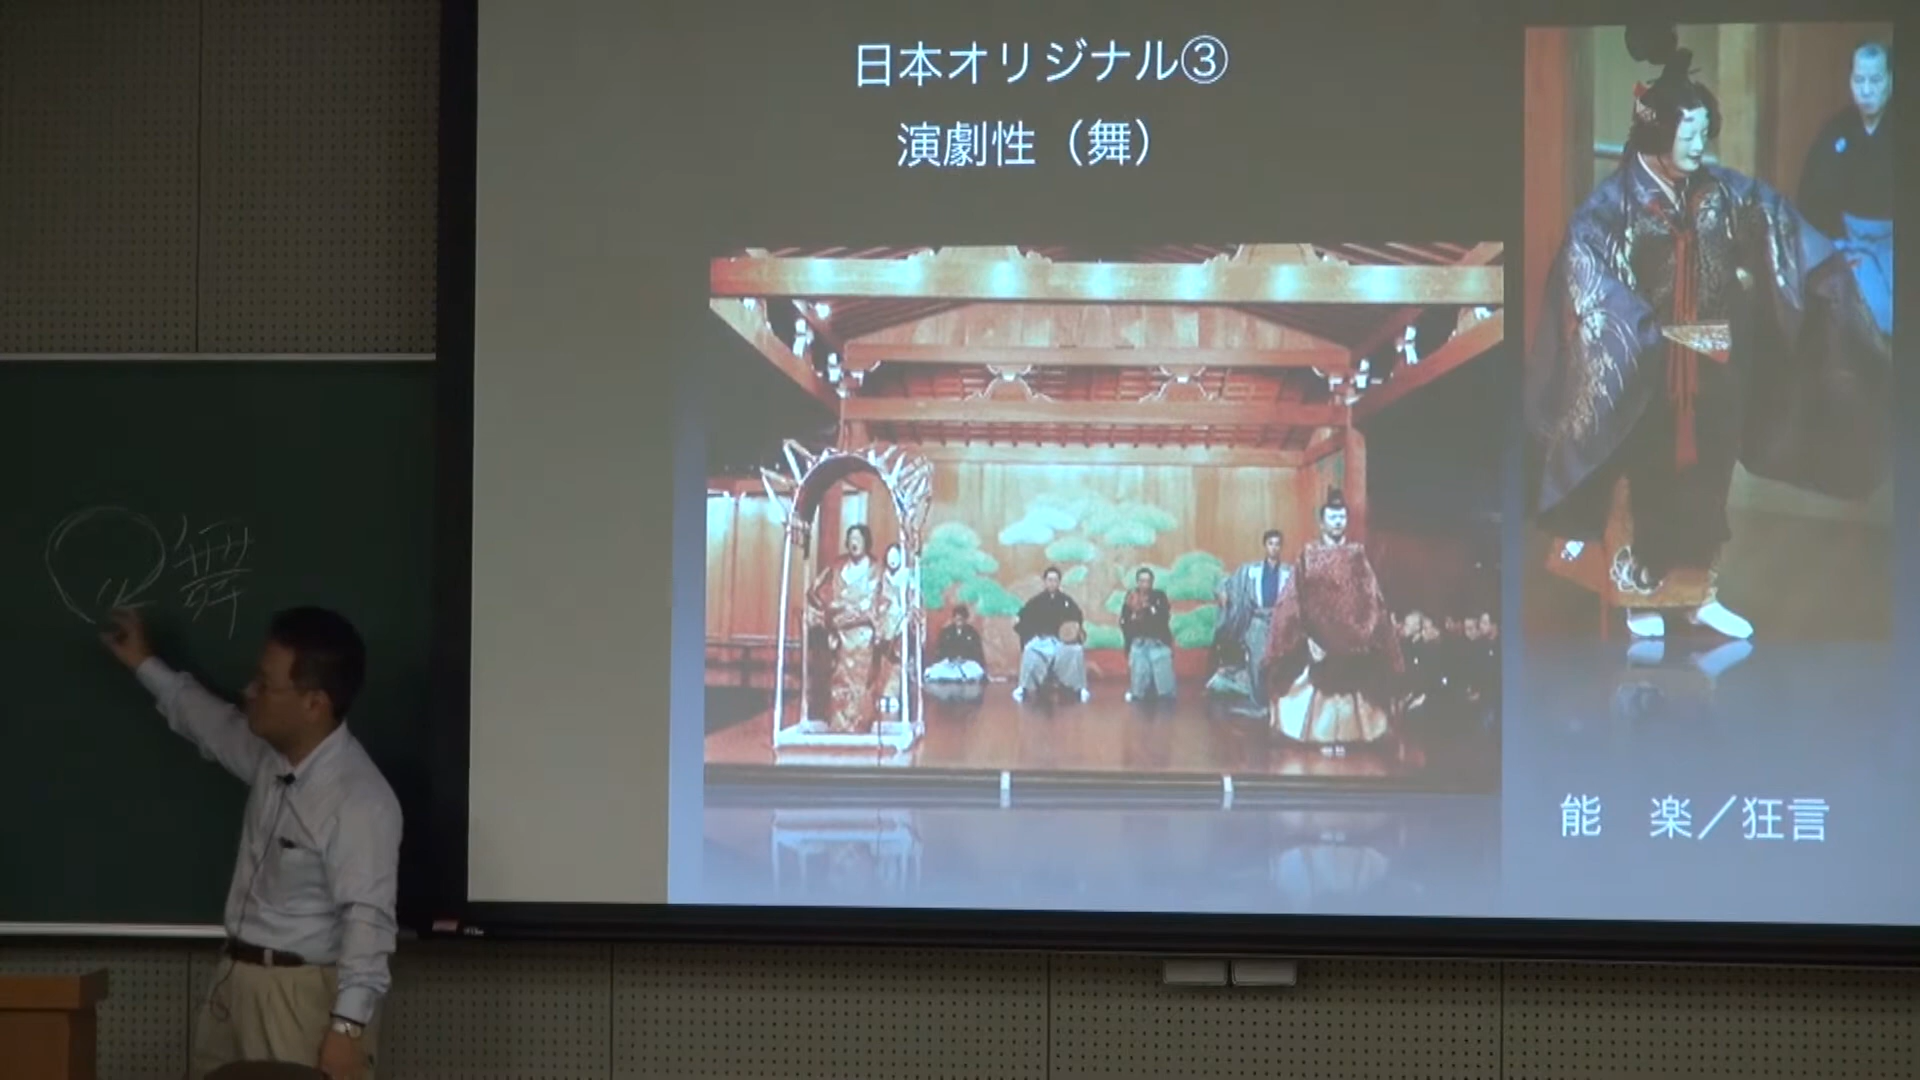 日本オリジナル③
演劇性（舞）
能　楽／狂言
舞